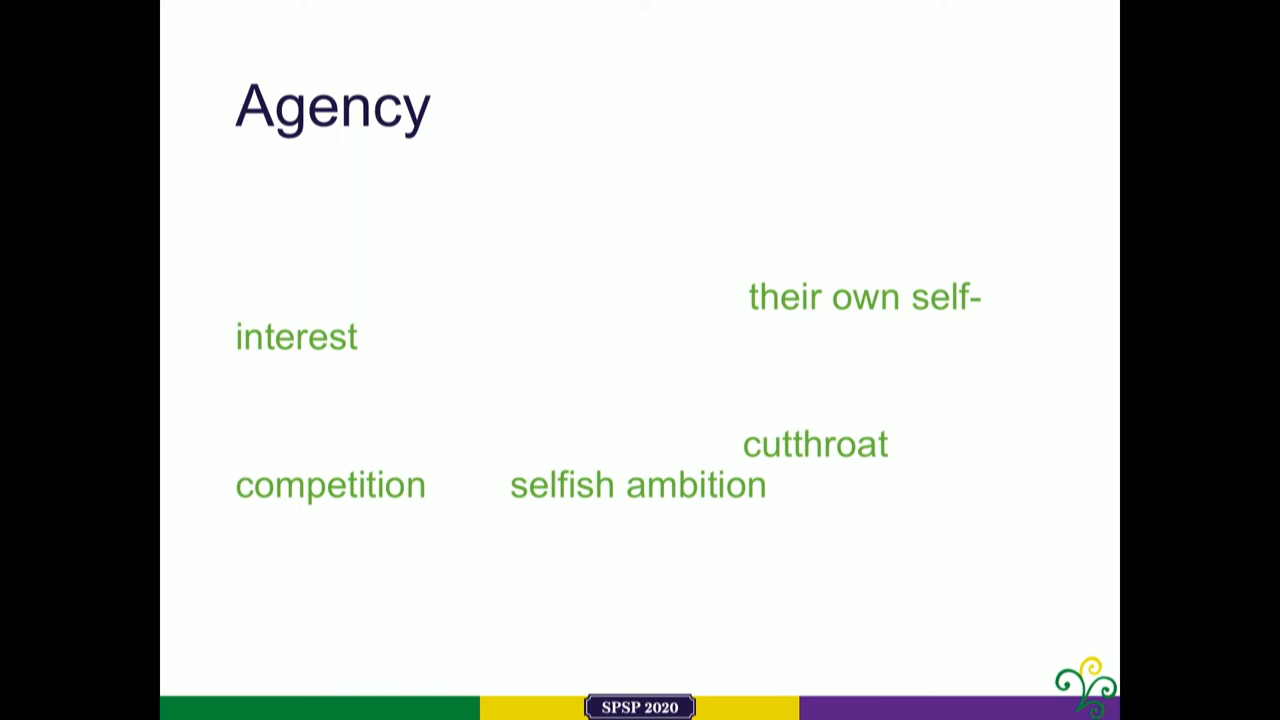 Agency
their own self-
interest
cutthroat
competition selfish ambition
SPSP 2020